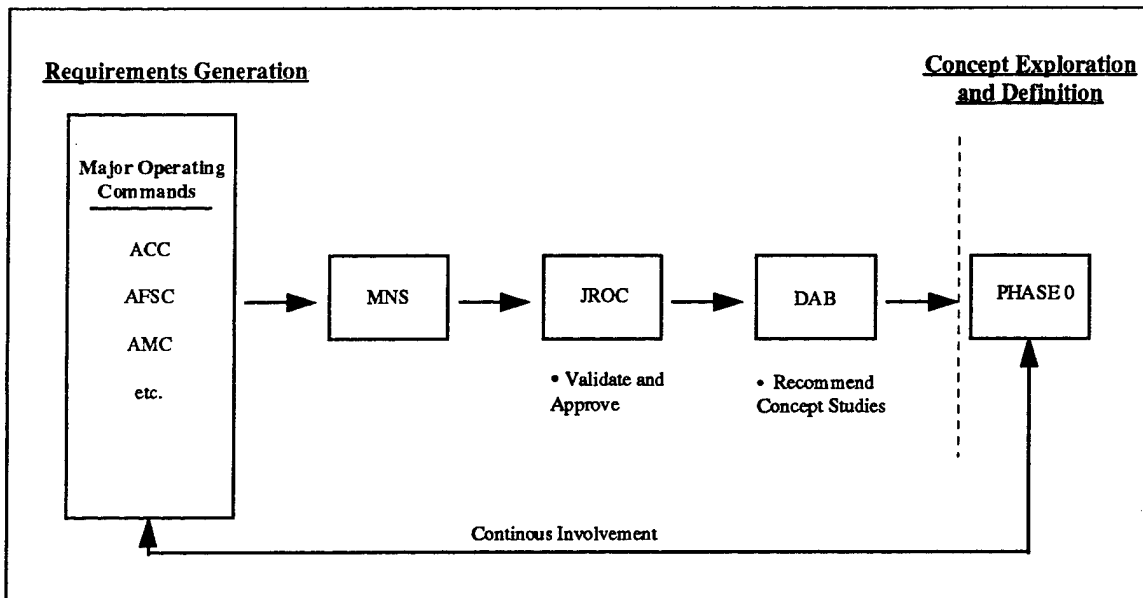 Requirements Generation
Concept Exploration
and Definition
Major Operating
Commands
ACC
AFSC
AMC
etc.
MNS
JROC
DAB
PHASE 0
• Validate and
Approve
• Recommend
Concept Studies
Continous Involvement